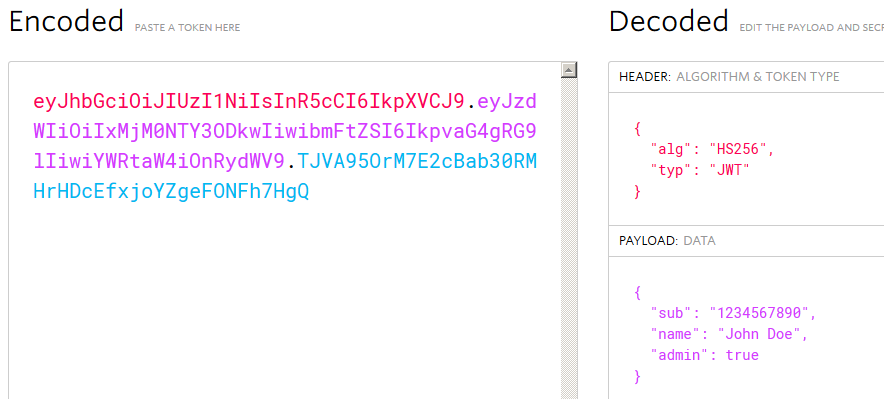 Encoded PASTE A TOKEN HERE
eyJhbGciOiJIUzI1NiIsInR5cCI6IkpXVCJ9.eyJzd
WIiOiIxMjM0NTY3ODkwIiwibmFtZSI6IkpvaG4gRG9
lIiwiYWRtaW4iOnRydWV9.TJVA95OrM7E2cBab30RM
HrHDcEfxjoYZgeFONFh7HgQ
Decoded EDIT THE PAYLOAD AND SECR
HEADER: ALGORITHM & TOKEN TYPE
{
"alg": "HS256",
"typ": "JWT"
}
PAYLOAD: DATA
{
"sub": "1234567890",
"name": "John Doe",
"admin": true
}